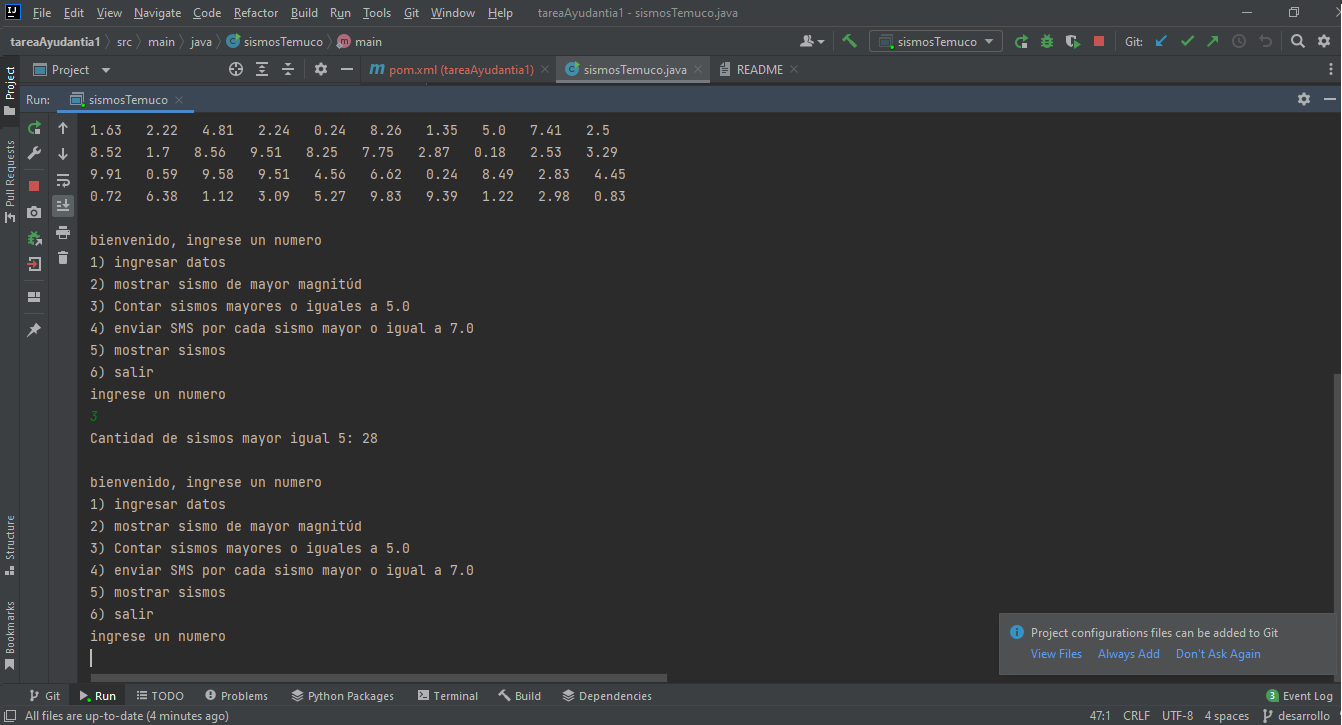 File Edit View Navigate Code Refactor Build Run Tools Git Window Help tareaAyudantia1 - sismosTemuco.java
tareaAyudantia1 src main java sismosTemuco main sismosTemuco Git:
Project pom.xml (tareaAyudantia1) sismosTemuco.java README
Run: sismosTemuco
Project
Pull Requests
Structure
Bookmarks
1.63 2.22 4.81 2.24 0.24 8.26 1.35 5.0 7.41 2.5
8.52 1.7 8.56 9.51 8.25 7.75 2.87 0.18 2.53 3.29
9.91 0.59 9.58 9.51 4.56 6.62 0.24 8.49 2.83 4.45
0.72 6.38 1.12 3.09 5.27 9.83 9.39 1.22 2.98 0.83
bienvenido, ingrese un numero
1) ingresar datos
2) mostrar sismo de mayor magnitúd
3) Contar sismos mayores o iguales a 5.0
4) enviar SMS por cada sismo mayor o igual a 7.0
5) mostrar sismos
6) salir
ingrese un numero
3
Cantidad de sismos mayor igual 5: 28
bienvenido, ingrese un numero
1) ingresar datos
2) mostrar sismo de mayor magnitúd
3) Contar sismos mayores o iguales a 5.0
4) enviar SMS por cada sismo mayor o igual a 7.0
5) mostrar sismos
6) salir
ingrese un numero
Project configurations files can be added to Git
View Files Always Add Don't Ask Again
Git Run TODO Problems Python Packages Terminal Build Dependencies 3 Event Log
All files are up-to-date (4 minutes ago) 47:1 CRLF UTF-8 4 spaces desarrollo